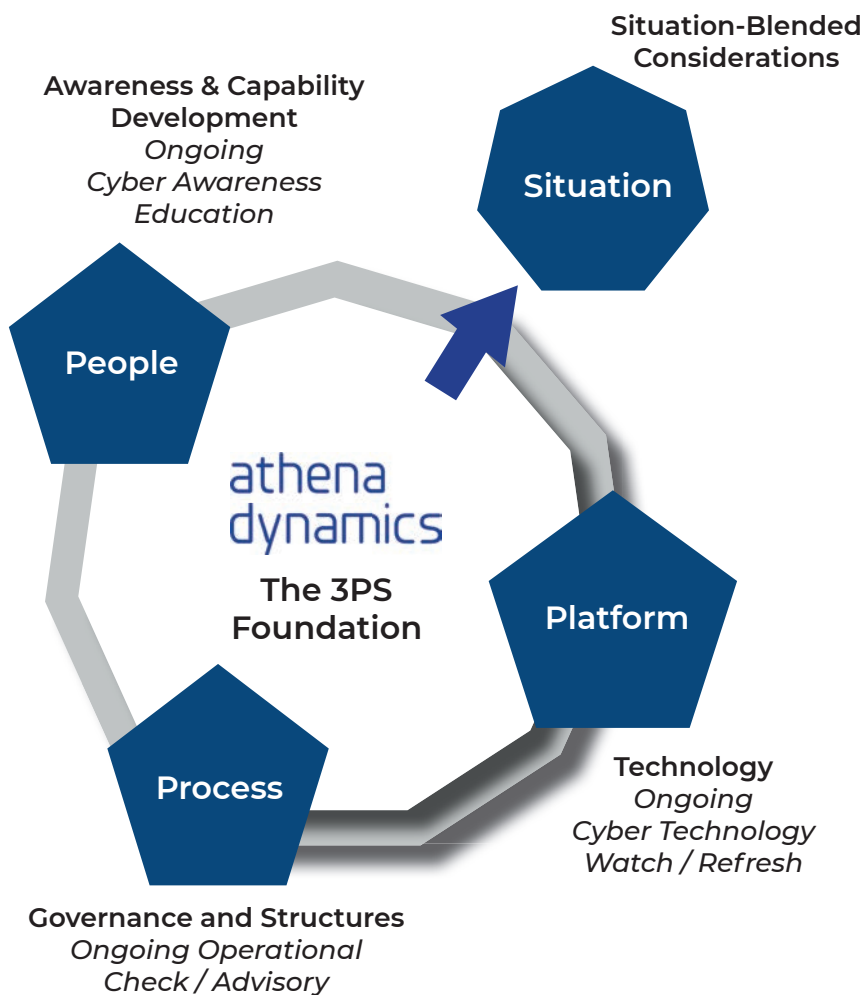 Situation-Blended
Considerations
Situation
Awareness & Capability
Development
Ongoing
Cyber Awareness
Education
People
athena
dynamics
The 3PS
Foundation
Platform
Technology
Ongoing
Cyber Technology
Watch / Refresh
Process
Governance and Structures
Ongoing Operational
Check / Advisory